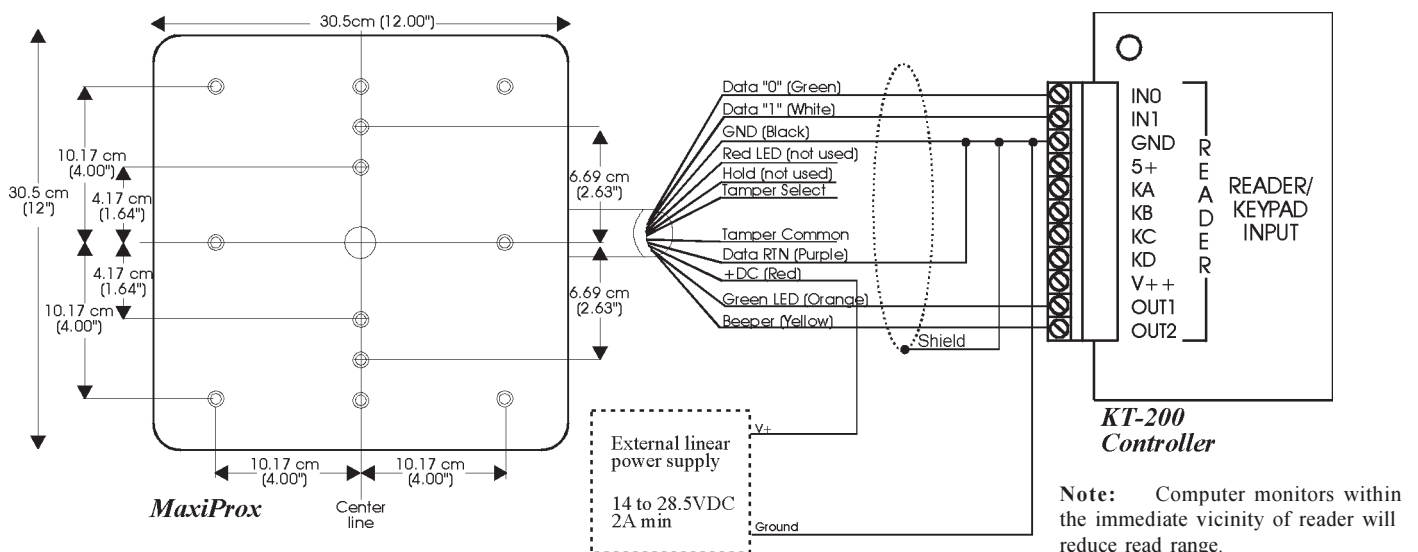 30.5cm (12.00")
30.5 cm
(12")
10.17 cm
(4.00")
4.17 cm
(1.64")
4.17 cm
(1.64")
10.17 cm
(4.00")
6.69 cm
(2.63")
6.69 cm
(2.63")
10.17 cm
(4.00")
10.17 cm
(4.00")
MaxiProx
Center
line
Data "0" (Green)
Data "1" (White)
GND (Black)
Red LED (not used)
Hold (not used)
Tamper Select
Tamper Common
Data RTN (Purple)
+DC (Red)
Green LED (Orange)
Beeper (Yellow)
Shield
External linear
power supply
14 to 28.5VDC
2A min
V+
Ground
IN0
IN1
GND
5+
KA
KB
KC
KD
V++
OUT1
OUT2
READER
READER/
KEYPAD
INPUT
KT-200
Controller
Note: Computer monitors within
the immediate vicinity of reader will
reduce read range.